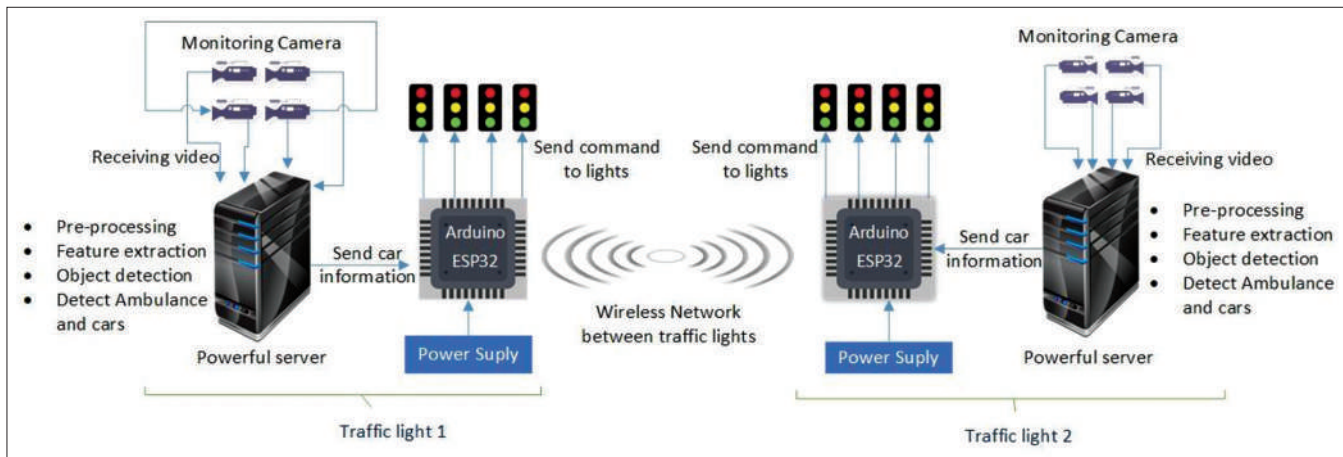 Monitoring Camera
Receiving video
• Pre-processing
• Feature extraction
• Object detection
• Detect Ambulance
and cars
Powerful server
Send car
information
Send command
to lights
Arduino
ESP32
Power Suply
Traffic light 1
Wireless Network
between traffic lights
Monitoring Camera
Send command
to lights
Receiving video
Arduino
ESP32
Send car
information
• Pre-processing
• Feature extraction
• Object detection
• Detect Ambulance
and cars
Power Suply
Powerful server
Traffic light 2